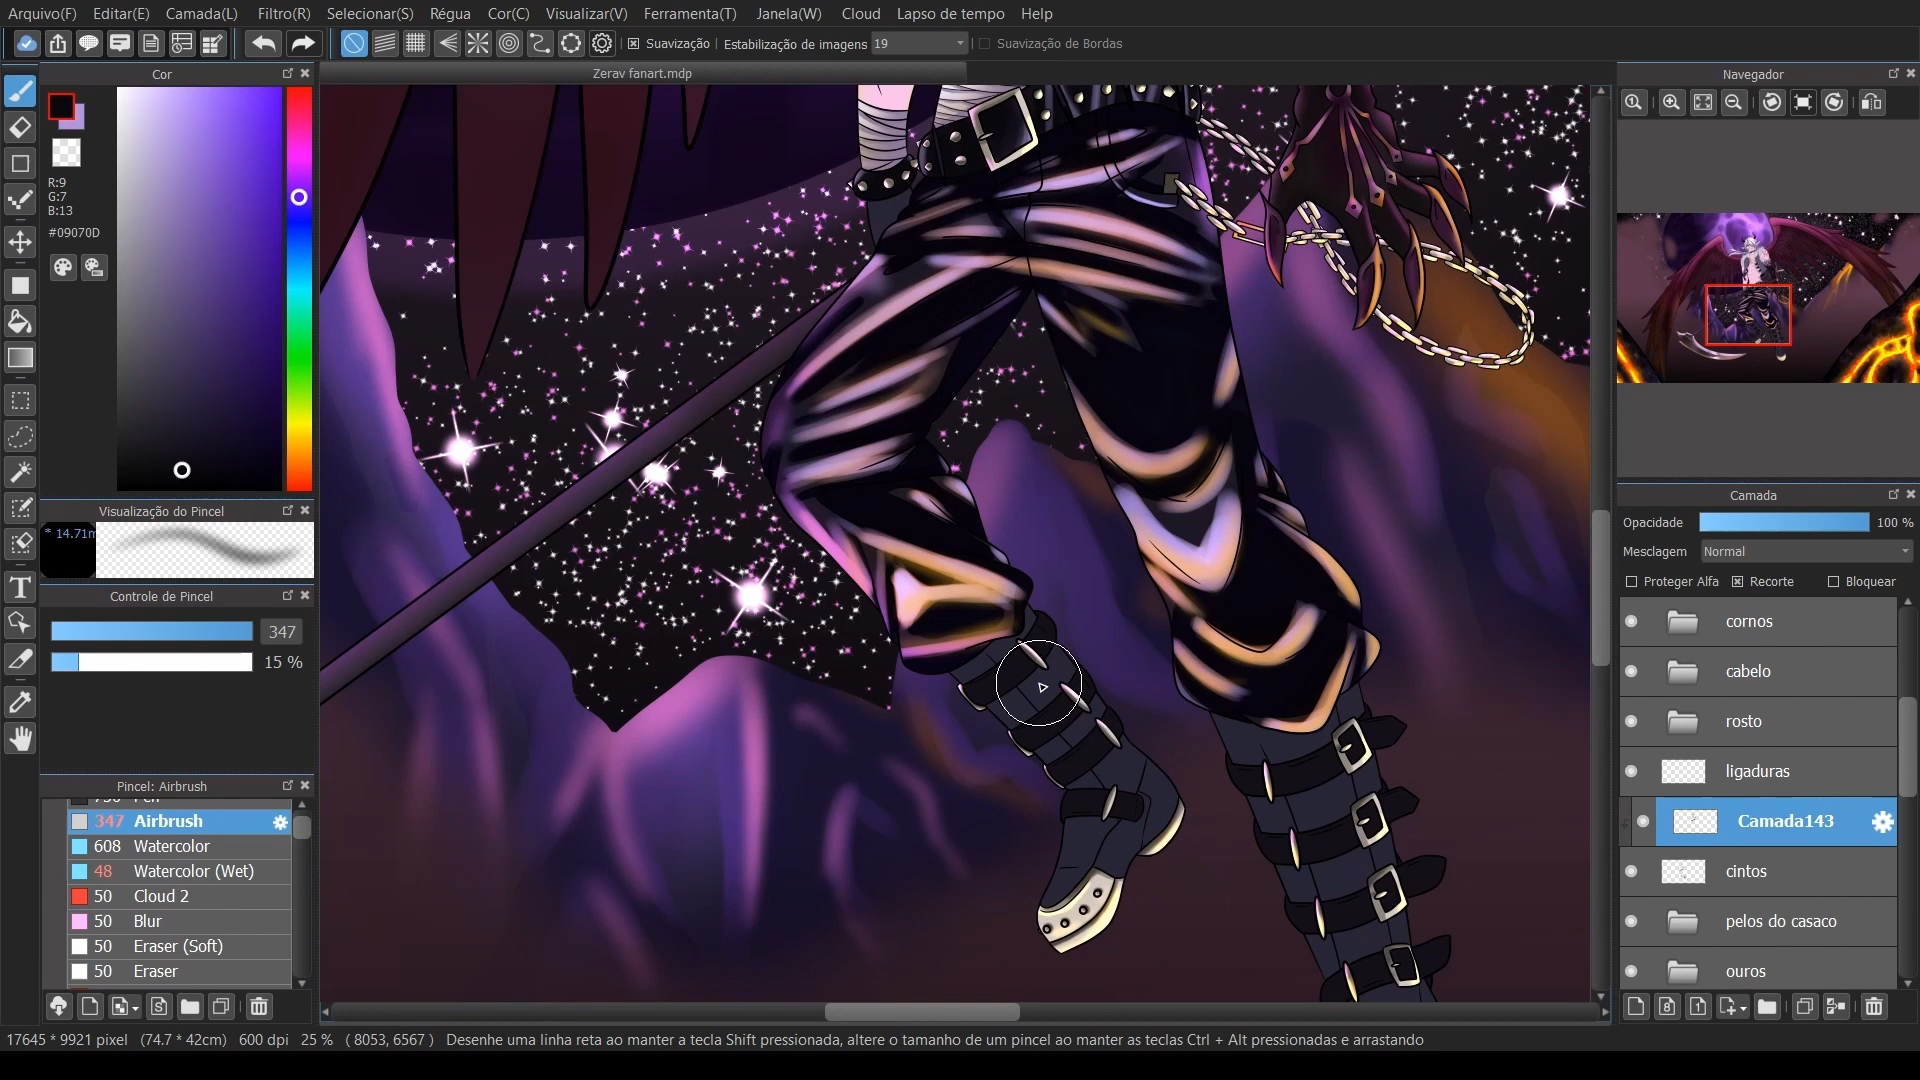 Arquivo(F) Editar(E) Camada(L) Filtro(R) Selecionar(S) Régua Cor(C) Visualizar(V) Ferramenta(T) Janela(W) Cloud Lapso de tempo Help
Suavização Estabilização de imagens 19 Suavização de Bordas
Cor
Zerav fanart.mdp
Navegador
R:9
G:7
B:13
#09070D
Visualização do Pincel
* 14.71m
Controle de Pincel
347
15 %
Pincel: Airbrush
347 Airbrush
608 Watercolor
48 Watercolor (Wet)
50 Cloud 2
50 Blur
50 Eraser (Soft)
50 Eraser
Camada
Opacidade 100 %
Mesclagem Normal
Proteger Alfa Recorte Bloquear
cornos
cabelo
rosto
ligaduras
Camada143
cintos
pelos do casaco
ouros
17645 * 9921 pixel (74.7 * 42cm) 600 dpi 25 % ( 8053, 6567 ) Desenhe uma linha reta ao manter a tecla Shift pressionada, altere o tamanho de um pincel ao manter as teclas Ctrl + Alt pressionadas e arrastando